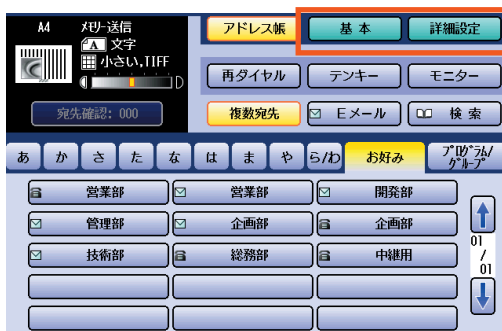 A4 ﾒﾓﾘｰ送信 アドレス帳 基本 詳細設定
A 文字
小さい,TIFF
D 再ダイヤル テンキー モニター
宛先確認: 000 複数宛先 Eメール 検索
あ か さ た な は ま や ら/わ お好み ﾌﾟﾛｸﾞﾗﾑ/
ｸﾞﾙｰﾌﾟ
営業部 営業部 開発部
管理部 企画部 企画部
技術部 総務部 中継用
01
/
01